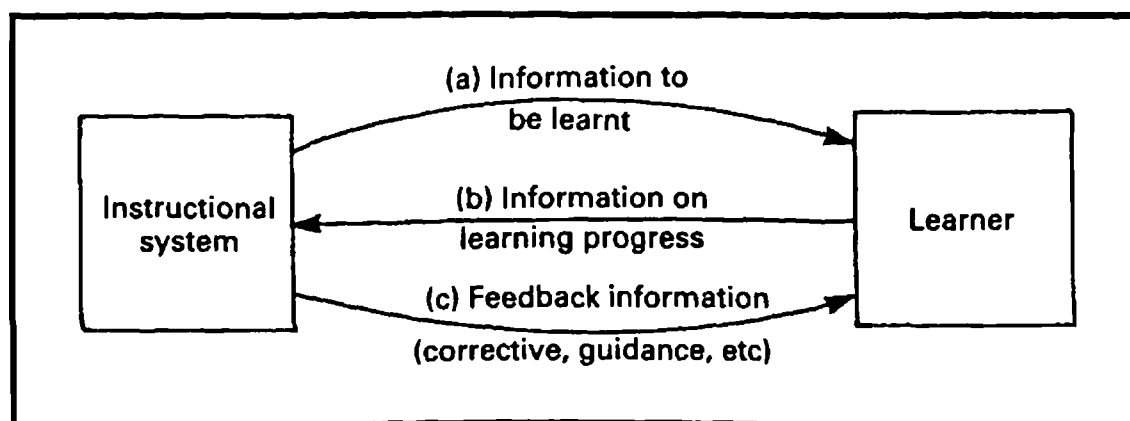 (a) Information to
be learnt
Instructional
system
(b) Information on
learning progress
Learner
(c) Feedback information
(corrective, guidance, etc)